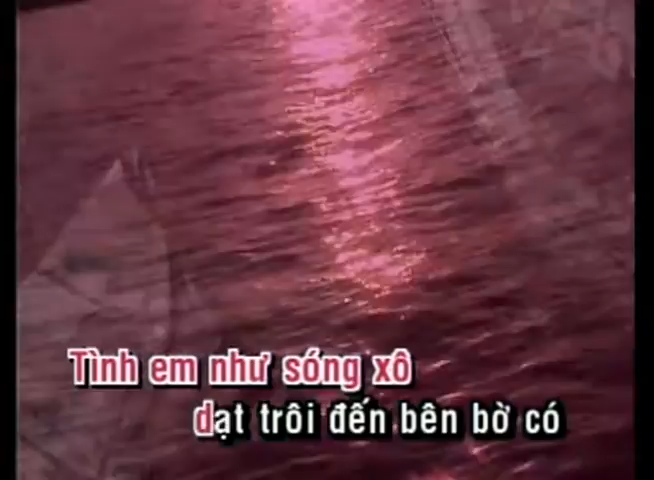 Tình em như sóng xô
dạt trôi đến bên bờ có